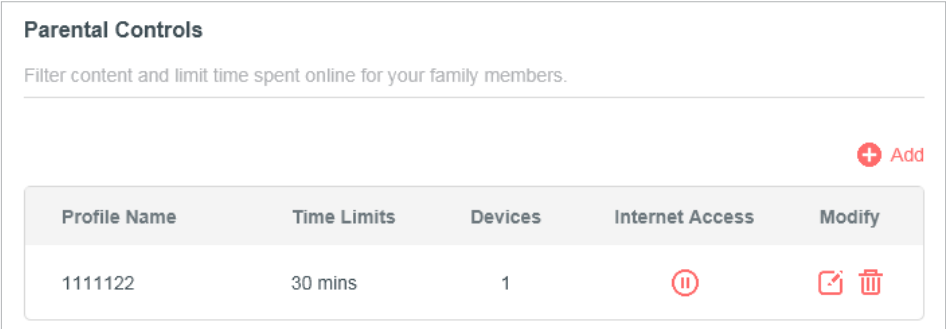 Parental Controls
Filter content and limit time spent online for your family members.
Add
Profile Name Time Limits Devices Internet Access Modify
1111122 30 mins 1